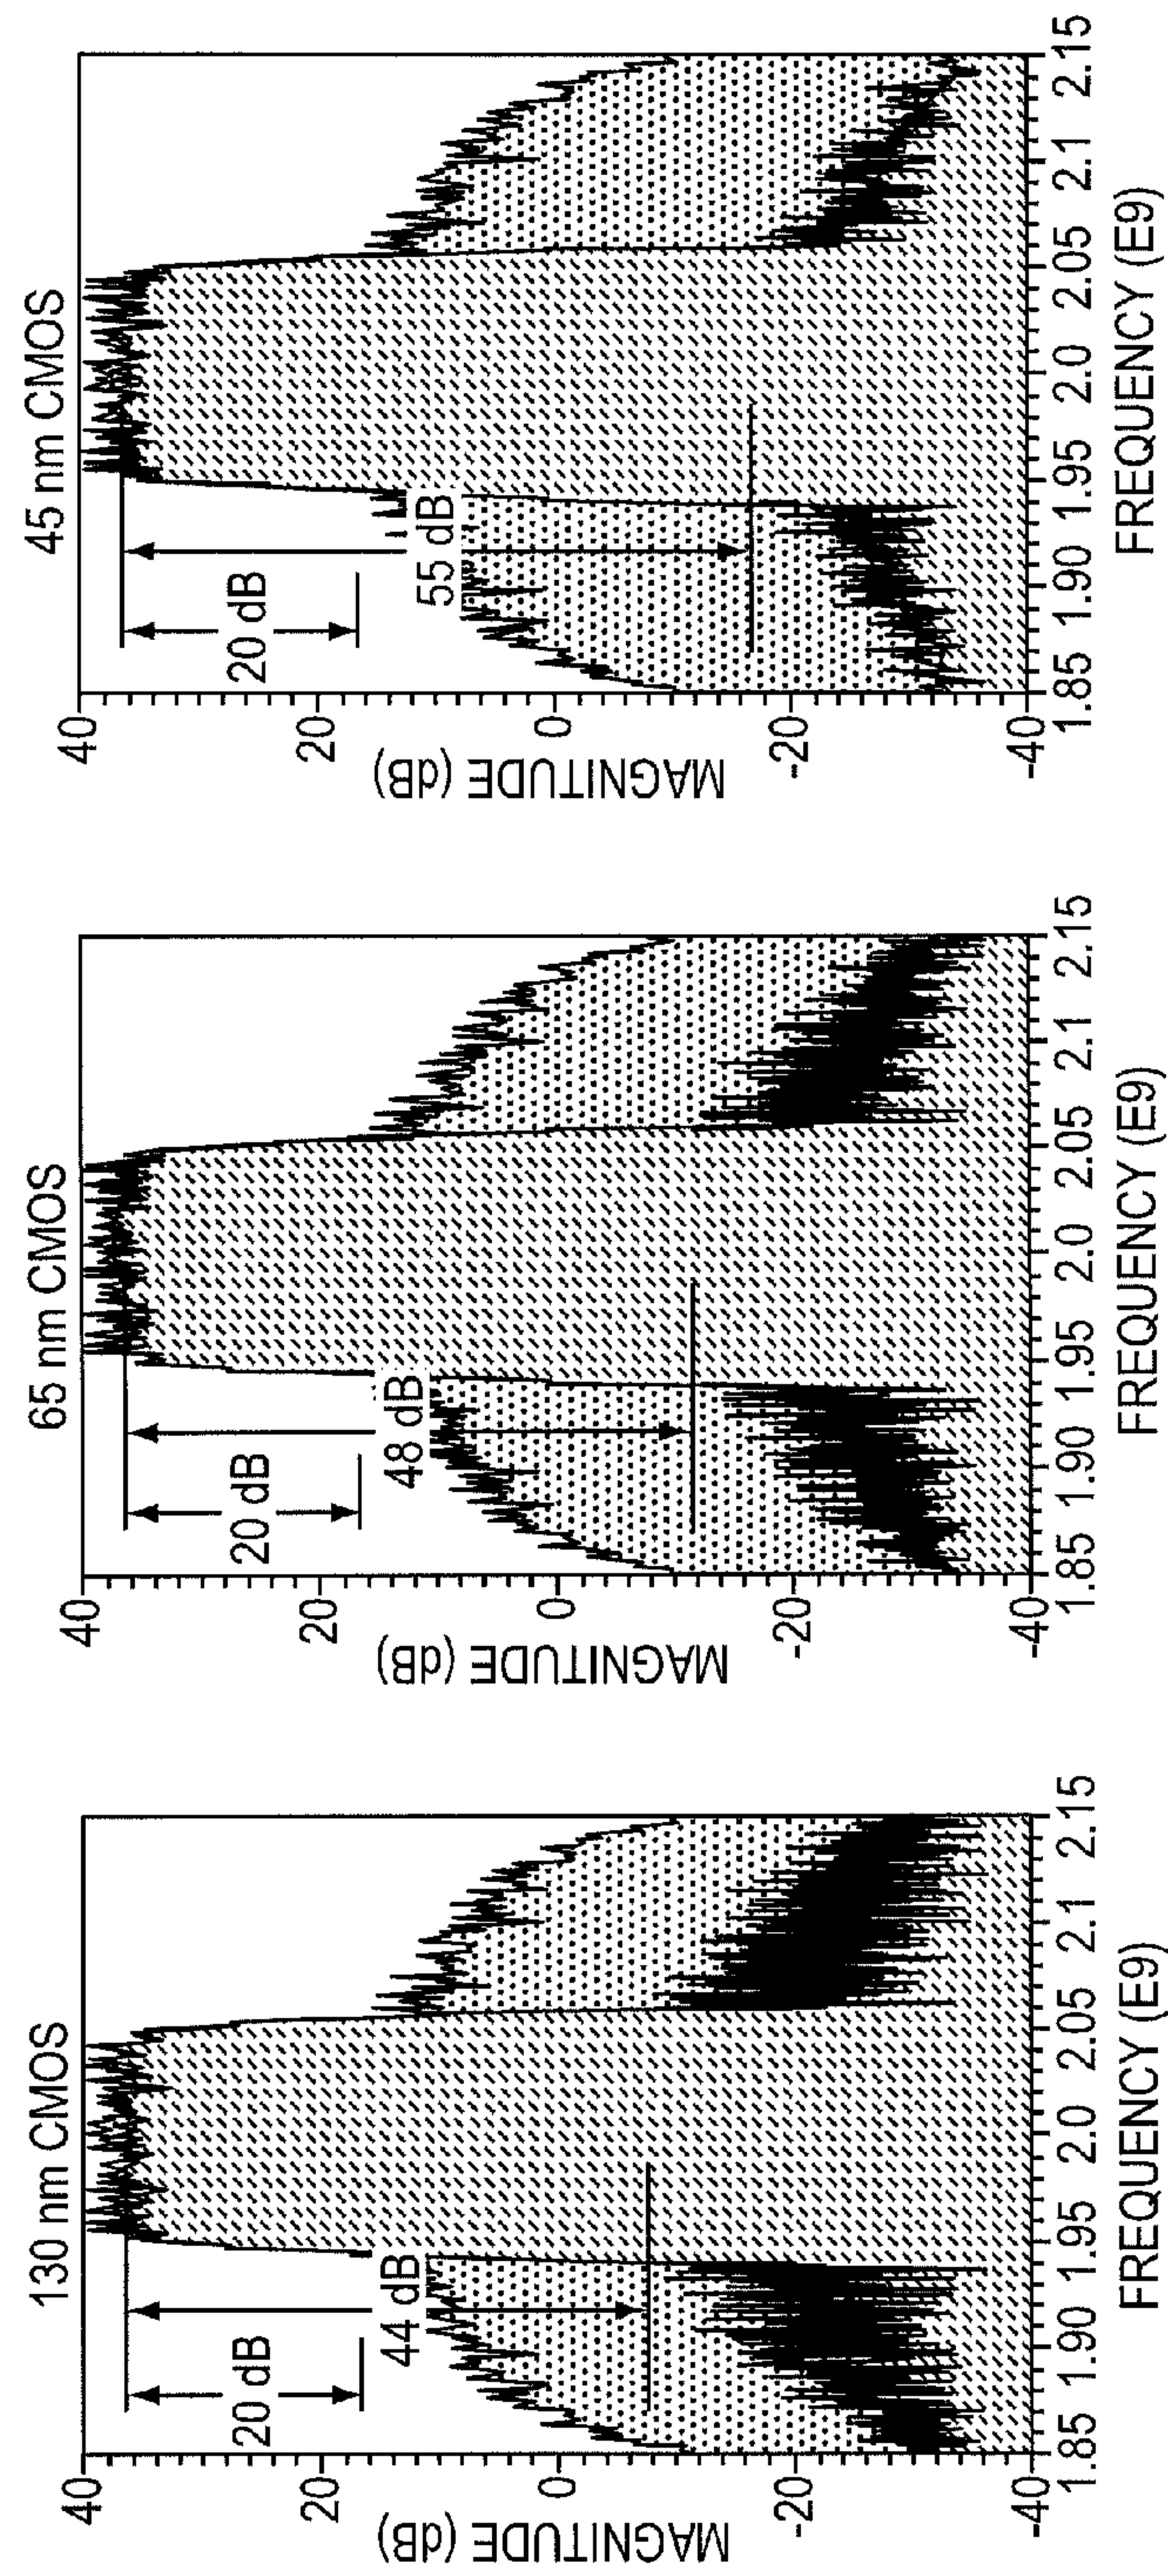 130 nm CMOS
40
20
0
-20
-40
MAGNITUDE (dB)
20 dB
44 dB
1.85 1.90 1.95 2.0 2.05 2.1 2.15
FREQUENCY (E9)
65 nm CMOS
40
20
0
-20
-40
MAGNITUDE (dB)
20 dB
48 dB
1.85 1.90 1.95 2.0 2.05 2.1 2.15
FREQUENCY (E9)
45 nm CMOS
40
20
0
-20
-40
MAGNITUDE (dB)
20 dB
55 dB
1.85 1.90 1.95 2.0 2.05 2.1 2.15
FREQUENCY (E9)